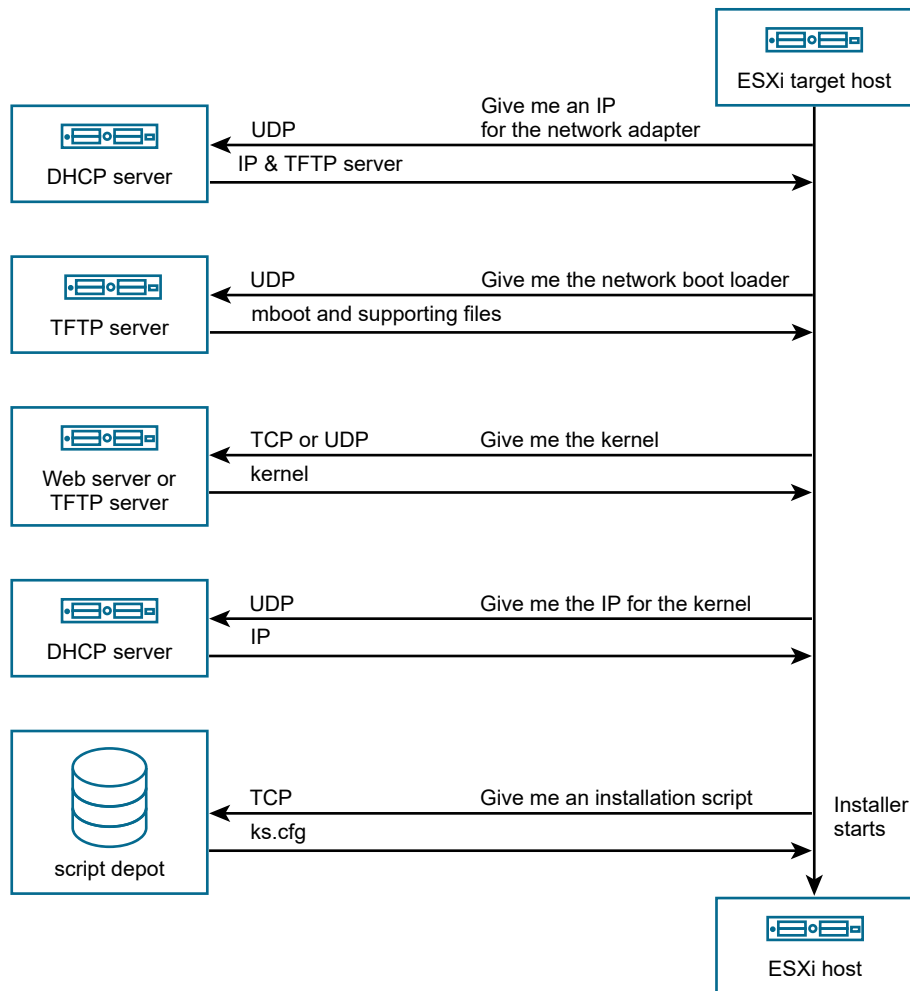 ESXi target host
Give me an IP
for the network adapter
UDP
IP & TFTP server
DHCP server
UDP
Give me the network boot loader
mboot and supporting files
TFTP server
TCP or UDP
Give me the kernel
kernel
Web server or
TFTP server
UDP
Give me the IP for the kernel
IP
DHCP server
TCP
Give me an installation script
ks.cfg
script depot
Installer
starts
ESXi host